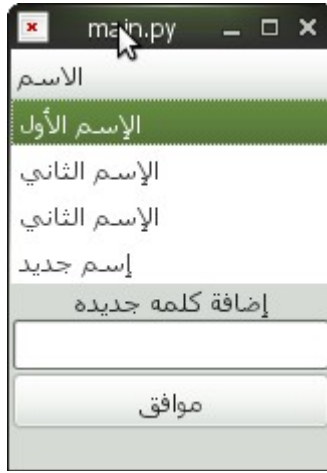 main.py
الاسم
الإسم الأول
الإسم الثاني
الإسم الثاني
إسم جديد
إضافة كلمه جديده
موافق